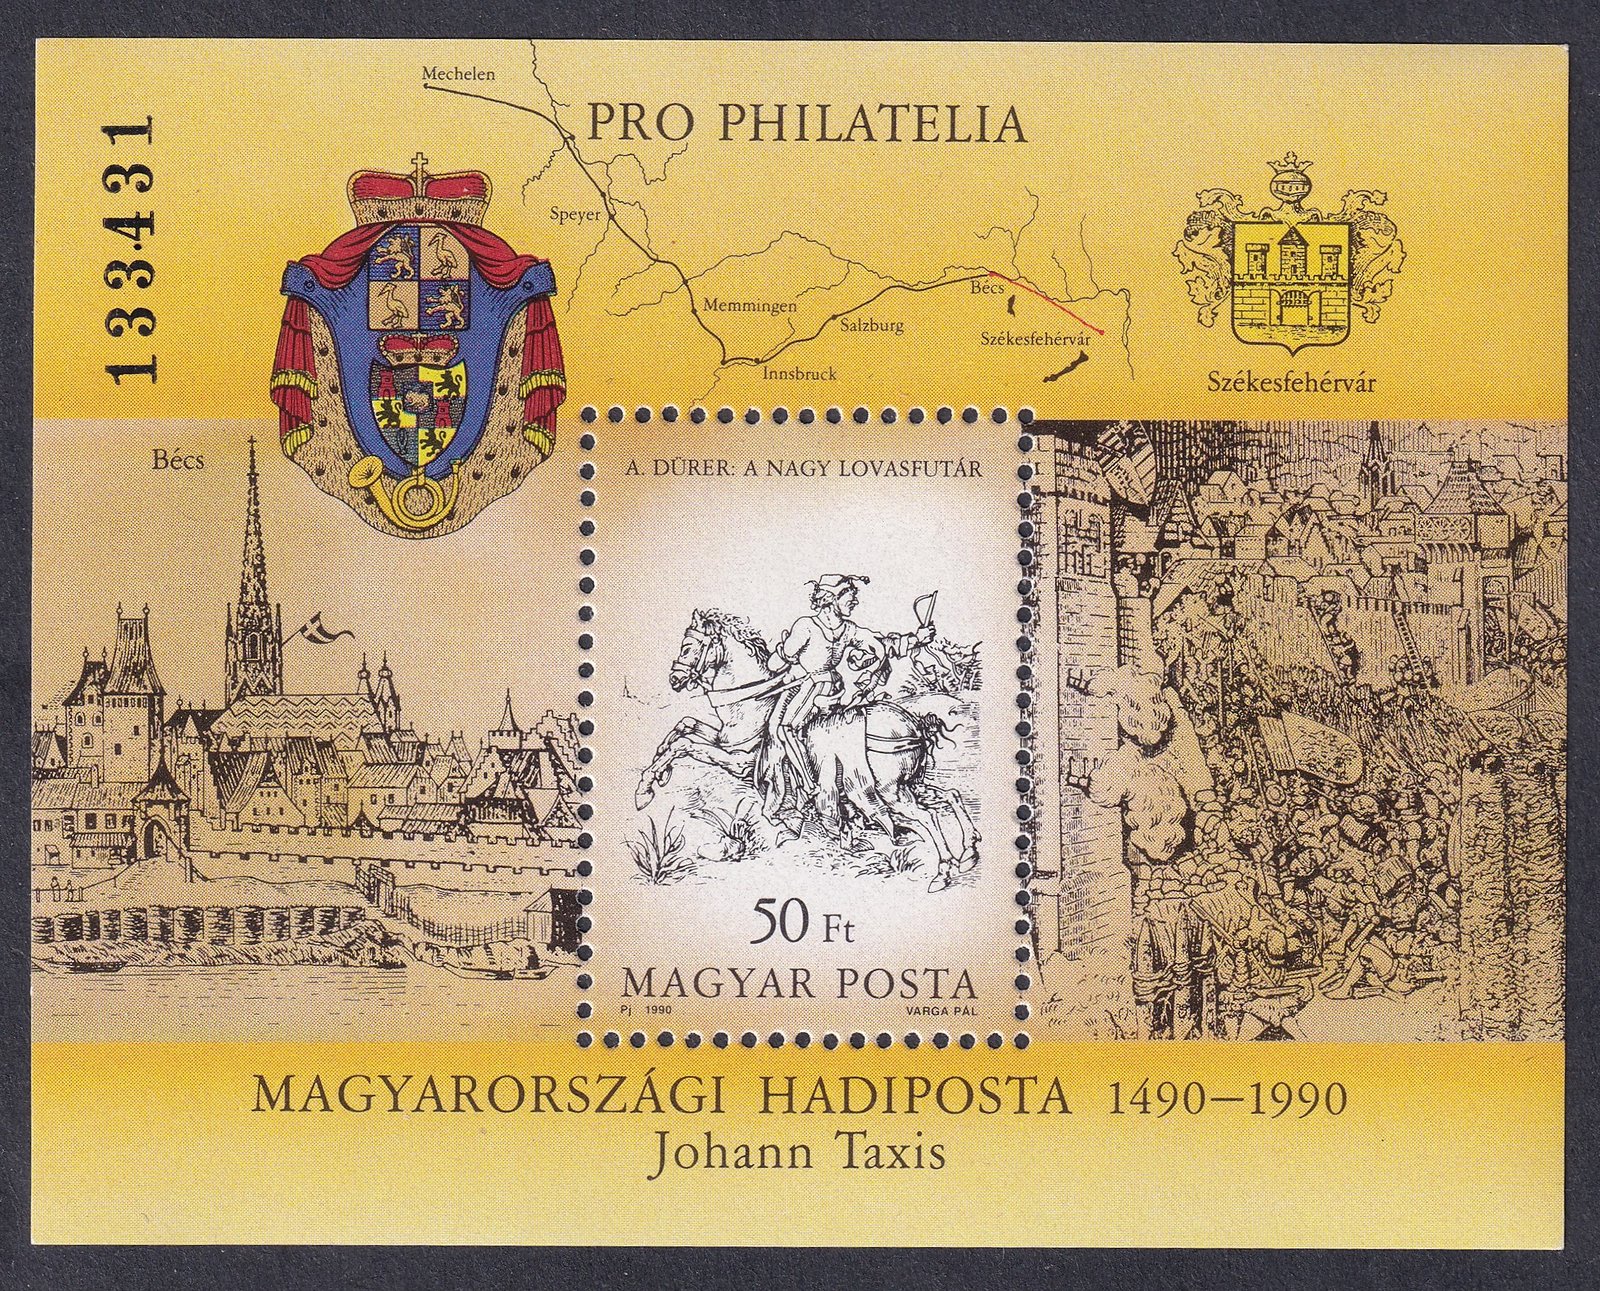 133431
Mechelen
PRO PHILATELIA
Speyer
Memmingen
Salzburg
Innsbruck
Bécs
Székesfehérvár
Székesfehérvár
Bécs
A. DÜRER: A NAGY LOVASFUTÁR
50 Ft
MAGYAR POSTA
Pj 1990 VARGA PÁL
MAGYARORSZÁGI HADIPOSTA 1490–1990
Johann Taxis